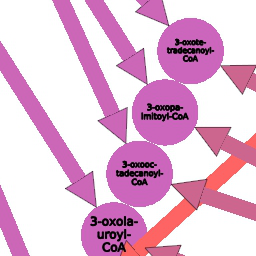 3-oxote-
tradecanoyl-
CoA
3-oxopa-
lmitoyl-CoA
3-oxooc-
tadecanoyl-
CoA
3-oxola-
uroyl-
CoA